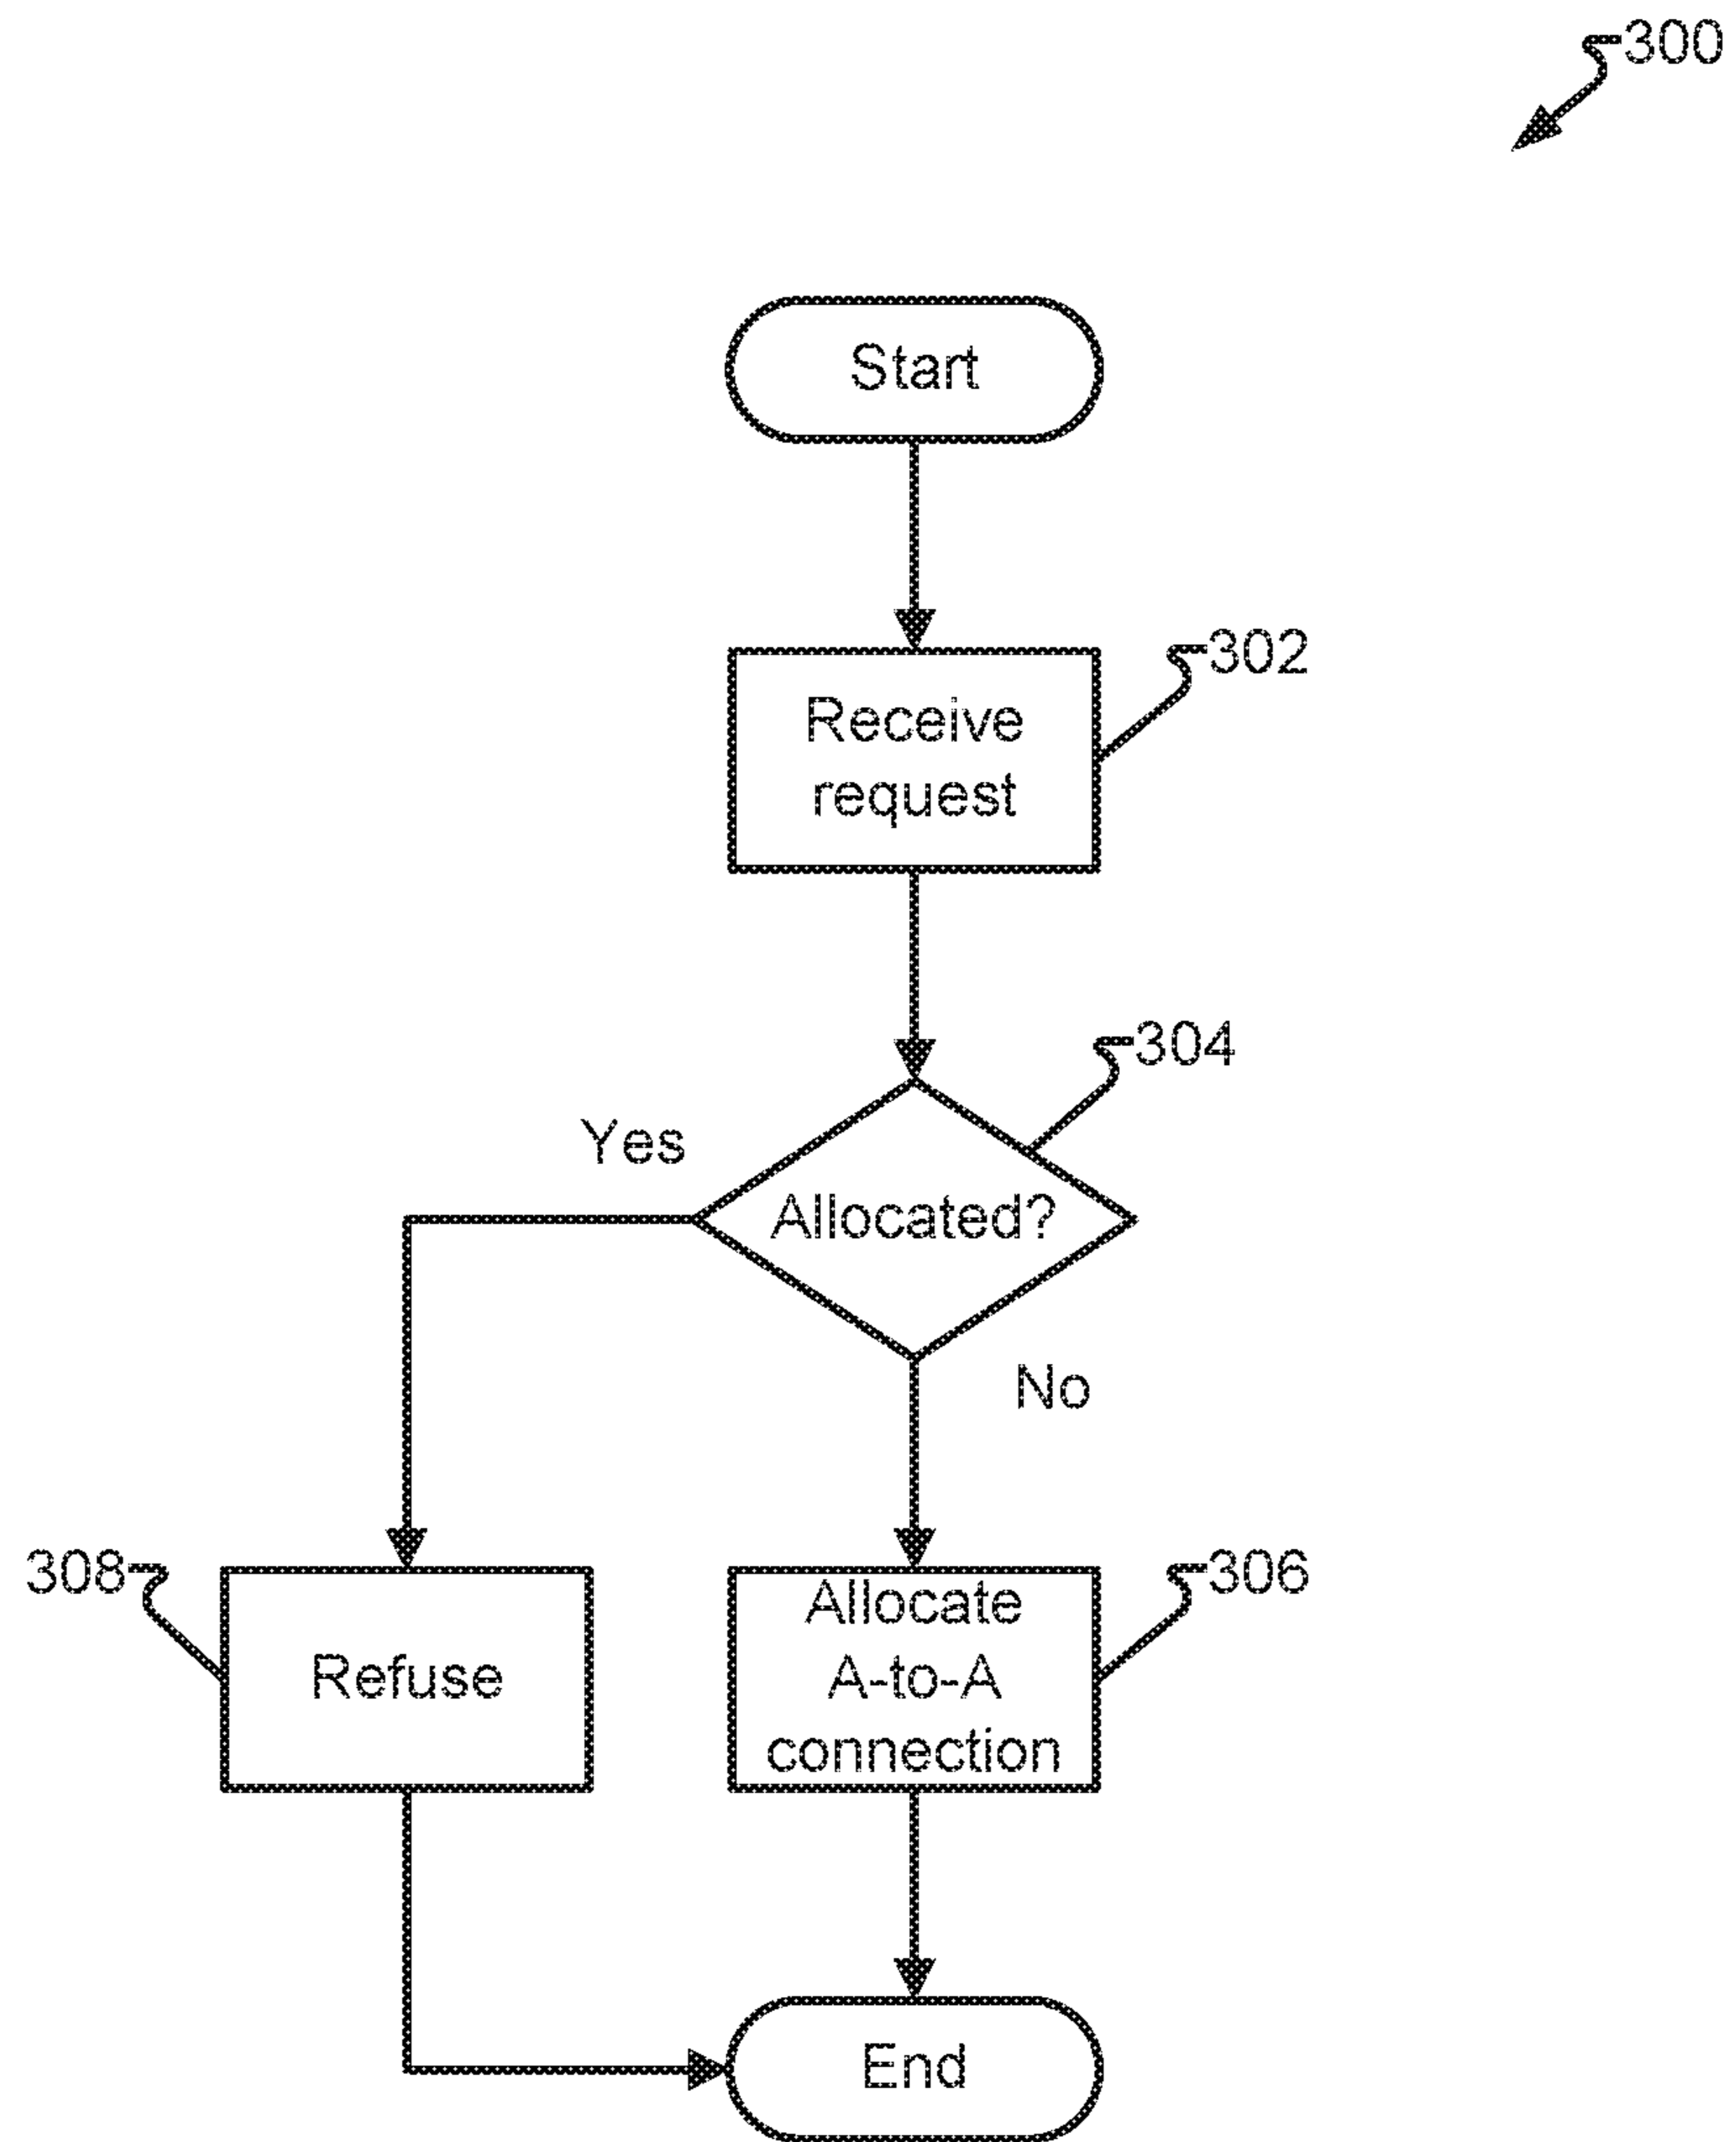 300
Start
Receive
request
302
304
Yes
Allocated?
No
308
Refuse
Allocate
A-to-A
connection
306
End